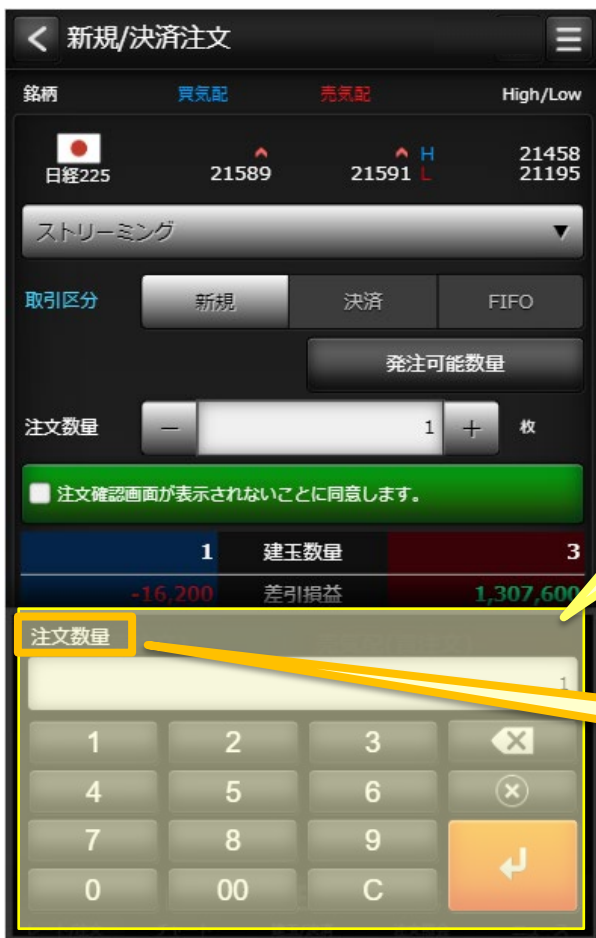 新規/決済注文
銘柄 買気配 売気配 High/Low
日経225 21589 21591 H 21458
L 21195
ストリーミング
取引区分 新規 決済 FIFO
発注可能数量
注文数量 － 1 ＋ 枚
注文確認画面が表示されないことに同意します。
1 建玉数量 3
-16,200 差引損益 1,307,600
注文数量
1
1 2 3
4 5 6
7 8 9
0 00 C